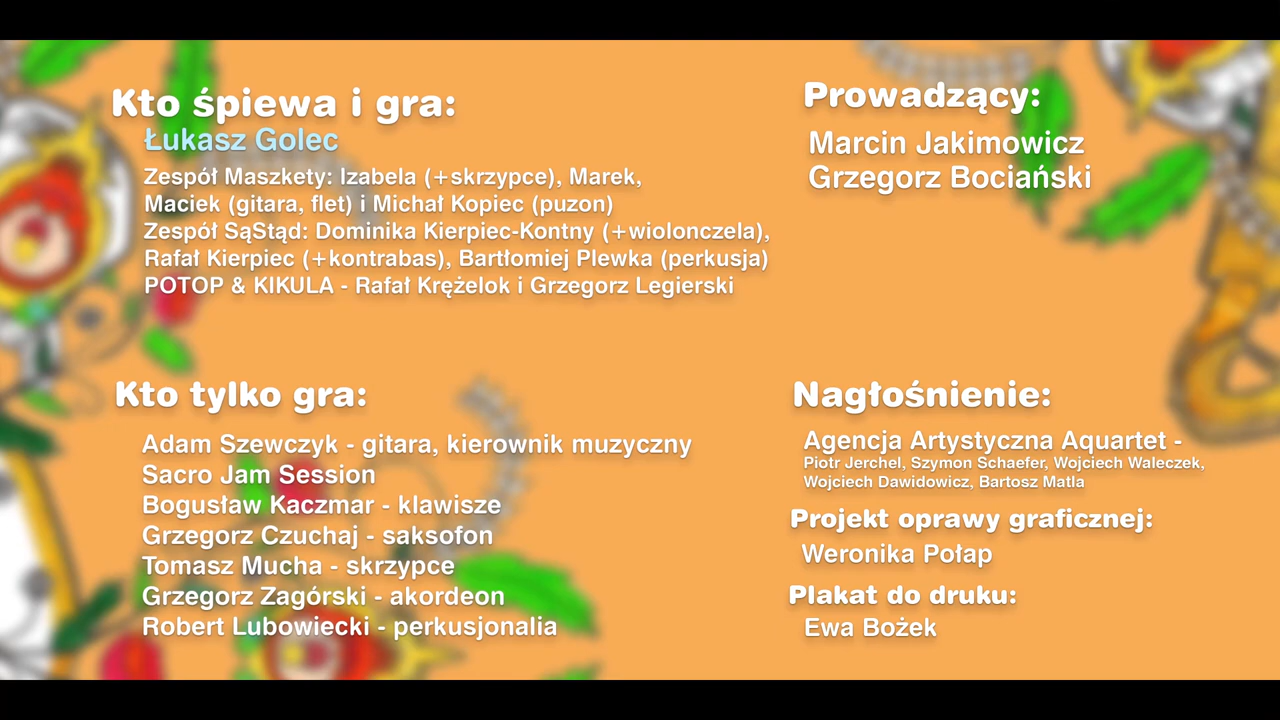 Kto śpiewa i gra:
Łukasz Golec
Zespół Maszkety: Izabela (+skrzypce), Marek,
Maciek (gitara, flet) i Michał Kopiec (puzon)
Zespół SąStąd: Dominika Kierpiec-Kontny (+wiolonczela),
Rafał Kierpiec (+kontrabas), Bartłomiej Plewka (perkusja)
POTOP & KIKULA - Rafał Krężelok i Grzegorz Legierski
Prowadzący:
Marcin Jakimowicz
Grzegorz Bociański
Kto tylko gra:
Adam Szewczyk - gitara, kierownik muzyczny
Sacro Jam Session
Bogusław Kaczmar - klawisze
Grzegorz Czuchaj - saksofon
Tomasz Mucha - skrzypce
Grzegorz Zagórski - akordeon
Robert Lubowiecki - perkusjonalia
Nagłośnienie:
Agencja Artystyczna Aquartet -
Piotr Jerchel, Szymon Schaefer, Wojciech Waleczek,
Wojciech Dawidowicz, Bartosz Matla
Projekt oprawy graficznej:
Weronika Połap
Plakat do druku:
Ewa Bożek